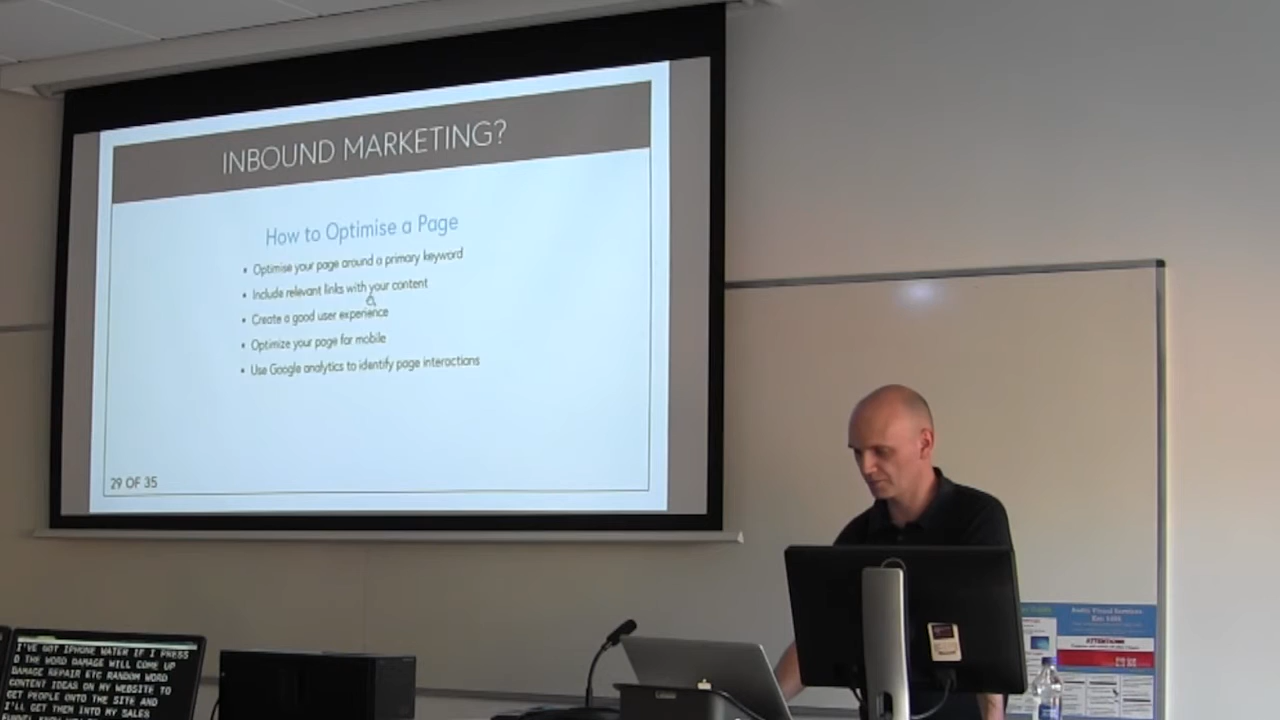 INBOUND MARKETING?
How to Optimise a Page
• Optimise your page around a primary keyword
• Include relevant links with your content
• Create a good user experience
• Optimize your page for mobile
• Use Google analytics to identify page interactions
29 OF 35
I'VE GOT IPHONE WATER IF I PRESS
D THE WORD DAMAGE WILL COME UP
DAMAGE REPAIR ETC RANDOM WORD
CONTENT IDEAS ON MY WEBSITE TO
GET PEOPLE ONTO THE SITE AND
I'LL GET THEM INTO MY SALES
Audio Visual Services
ATTENTION